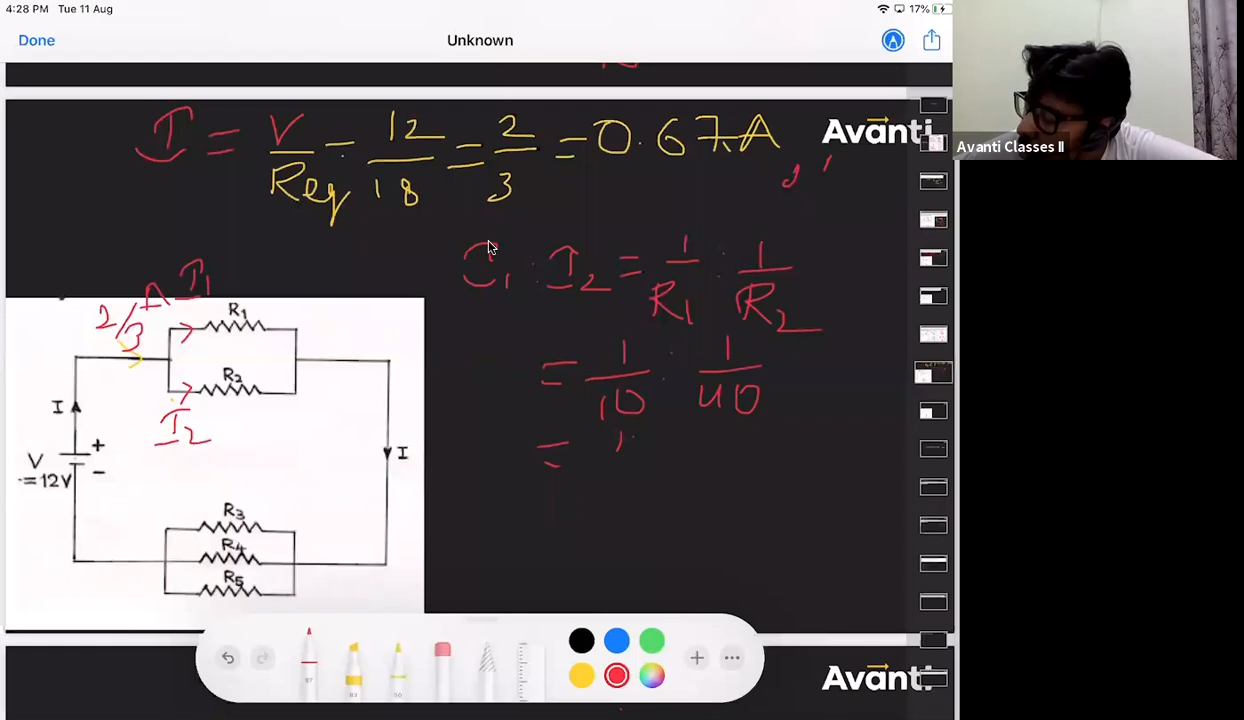 4:28 PM Tue 11 Aug
17%
Done
Unknown
I = V/Req = 12/18 = 2/3 = 0.67A
Avanti
Avanti Classes II
I1 : I2 = 1/R1 : 1/R2
= 1/10 : 1/40
=
2/3 A I1
R1
R2
I
I2
I
V
+
-
=12V
R3
R4
R5
Avanti